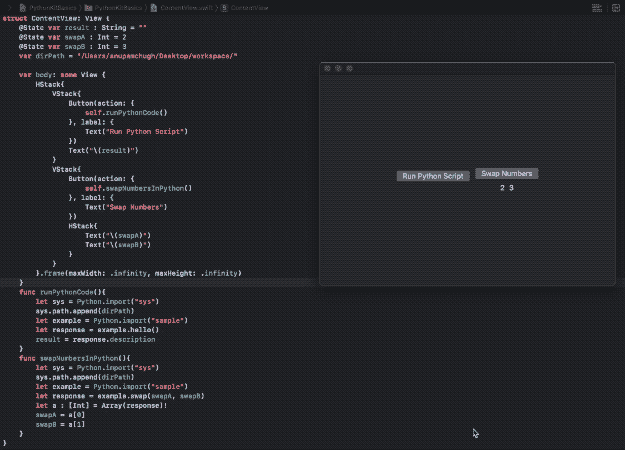 PythonKitBasics PythonKitBasics ContentView.swift ContentView
struct ContentView: View {
@State var result : String = ""
@State var swapA : Int = 2
@State var swapB : Int = 3
var dirPath = "/Users/anupamchugh/Desktop/workspace/"
var body: some View {
HStack{
VStack{
Button(action: {
self.runPythonCode()
}, label: {
Text("Run Python Script")
})
Text("\(result)")
}
VStack{
Button(action: {
self.swapNumbersInPython()
}, label: {
Text("Swap Numbers")
})
HStack{
Text("\(swapA)")
Text("\(swapB)")
}
}
}.frame(maxWidth: .infinity, maxHeight: .infinity)
}
func runPythonCode(){
let sys = Python.import("sys")
sys.path.append(dirPath)
let example = Python.import("sample")
let response = example.hello()
result = response.description
}
func swapNumbersInPython(){
let sys = Python.import("sys")
sys.path.append(dirPath)
let example = Python.import("sample")
let response = example.swap(swapA, swapB)
let a : [Int] = Array(response)!
swapA = a[0]
swapB = a[1]
}
}
Run Python Script
Swap Numbers
2 3